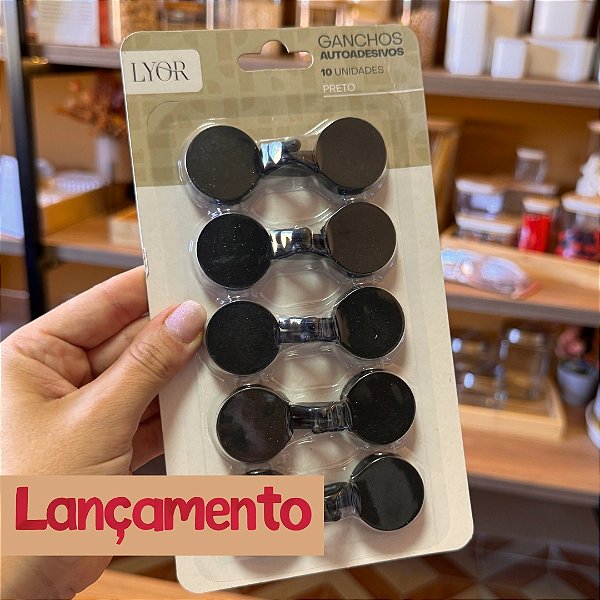 LYOR
GANCHOS
AUTOADESIVOS
10 UNIDADES
PRETO
Lançamento